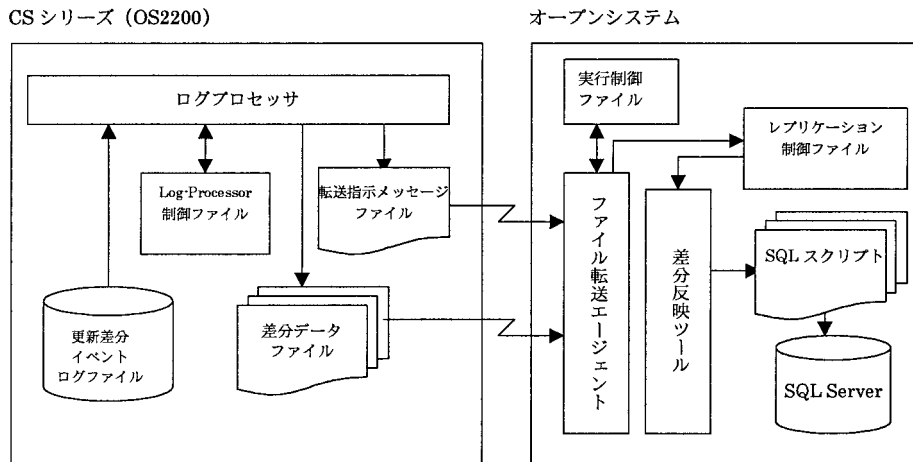 CS シリーズ（OS2200）
オープンシステム
ログプロセッサ
Log-Processor
制御ファイル
転送指示メッセージ
ファイル
更新差分
イベント
ログファイル
差分データ
ファイル
実行制御
ファイル
レプリケーション
制御ファイル
ファイル転送エージェント
差分反映ツール
SQL スクリプト
SQL Server